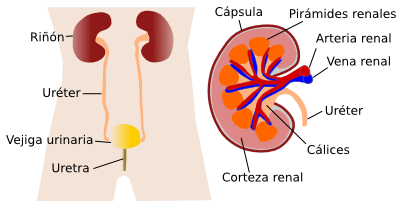 Cápsula
Pirámides renales
Riñón
Arteria renal
Vena renal
Uréter
Uréter
Vejiga urinaria
Cálices
Uretra
Corteza renal